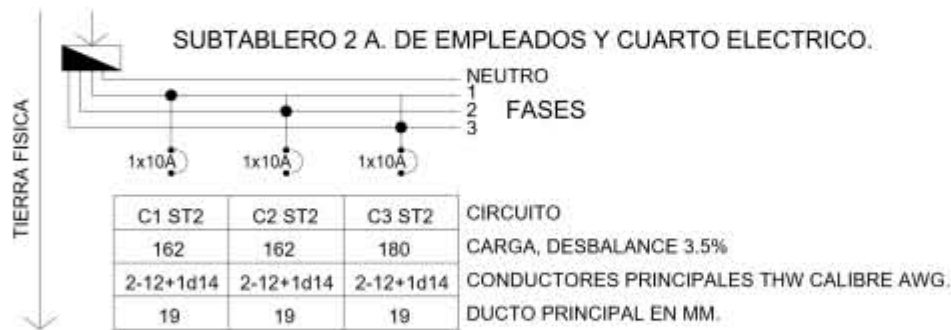 SUBTABLERO 2 A. DE EMPLEADOS Y CUARTO ELECTRICO.
NEUTRO
1
2
3
FASES
TIERRA FISICA
1x10A 1x10A 1x10A
C1 ST2 C2 ST2 C3 ST2 CIRCUITO
162 162 180 CARGA, DESBALANCE 3.5%
2-12+1d14 2-12+1d14 2-12+1d14 CONDUCTORES PRINCIPALES THW CALIBRE AWG.
19 19 19 DUCTO PRINCIPAL EN MM.